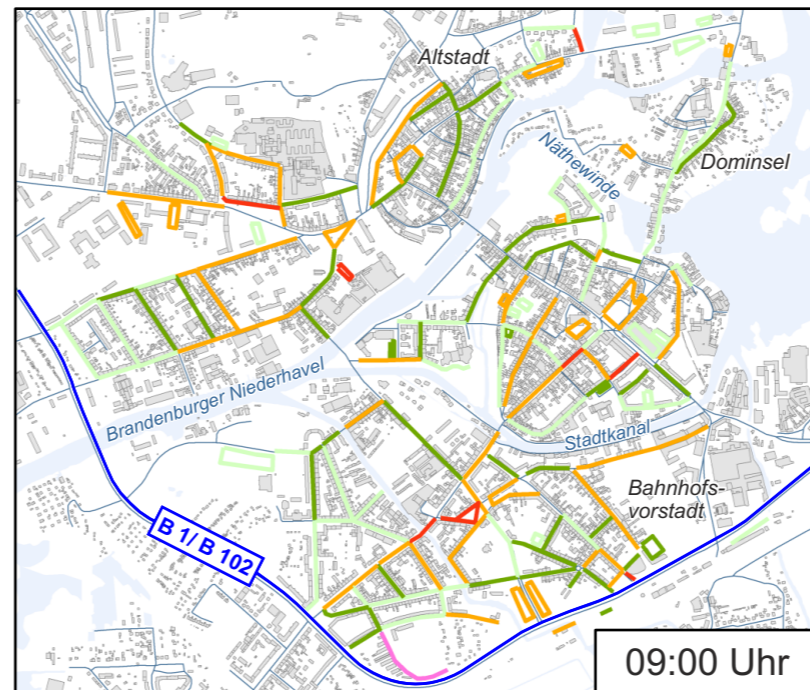 Altstadt
Näthewinde
Dominsel
Brandenburger Niederhavel
Stadtkanal
Bahnhofs-
vorstadt
B 1/ B 102
09:00 Uhr